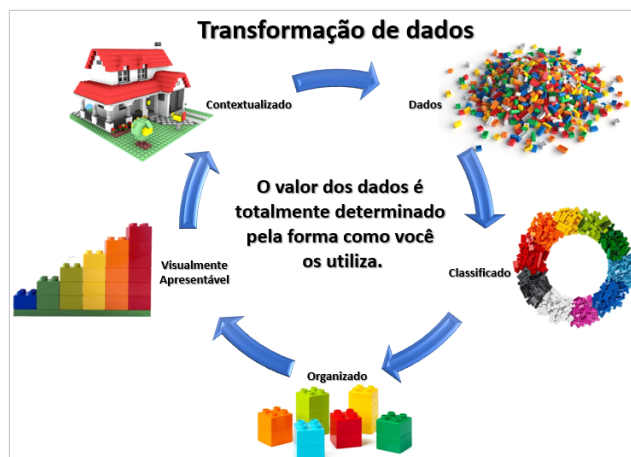 Transformação de dados
Contextualizado
Dados
O valor dos dados é
totalmente determinado
pela forma como você
os utiliza.
Classificado
Visualmente
Apresentável
Organizado